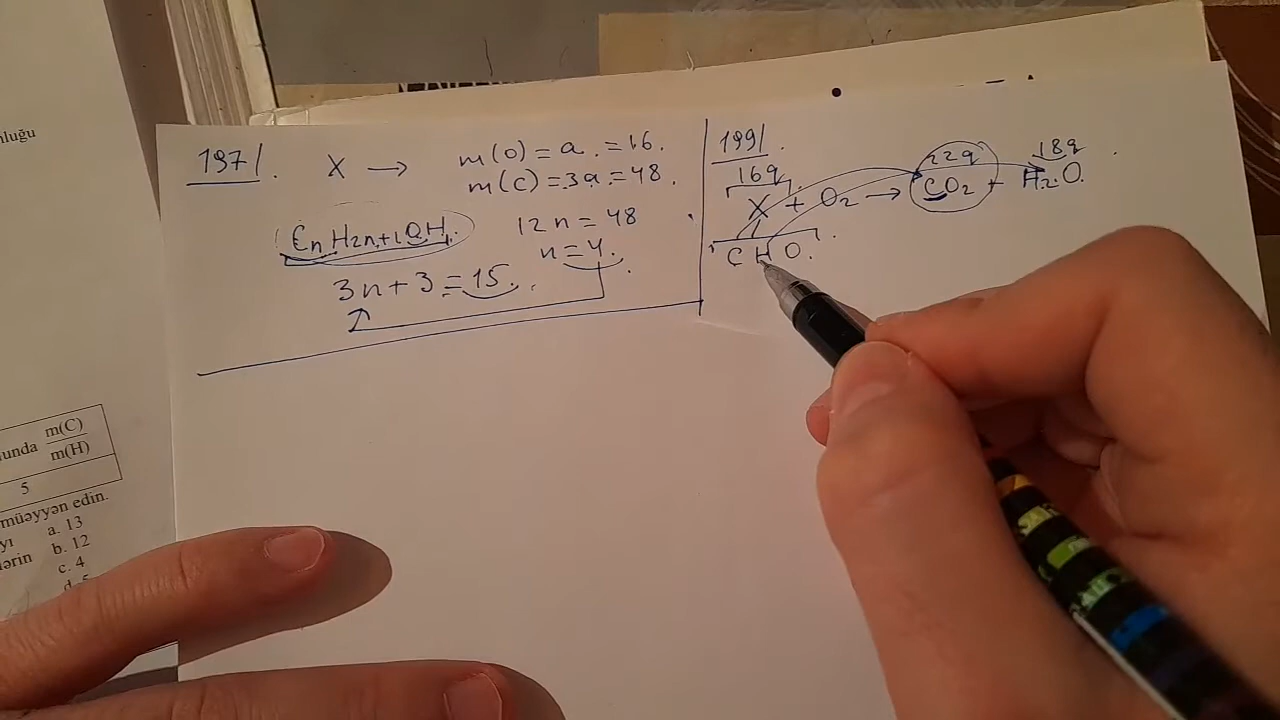 197/.
X → m(O) = a. = 16.
m(C) = 3a. = 48.
CnH2n+1OH.
12n = 48
n = 4.
3n + 3 = 15.
199/.
16q
22q
18q
X + O2 → CO2 + H2O.
C H O.
nluğu
unda m(C)
m(H)
5
müəyyən edin.
a. 13
b. 12
ərin
c. 4